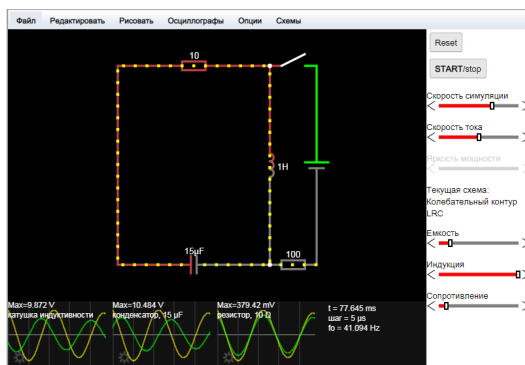 Файл Редактировать Рисовать Осциллографы Опции Схемы
Reset
START/stop
Скорость симуляции
Скорость тока
Яркость мощности
Текущая схема:
Колебательный контур
LRC
Емкость
Индукция
Сопротивление
10
1H
15µF
100
Max=9.872 V
катушка индуктивности
Max=10.484 V
конденсатор, 15 µF
Max=379.42 mV
резистор, 10 Ω
t = 77.645 ms
шаг = 5 µs
fo = 41.094 Hz